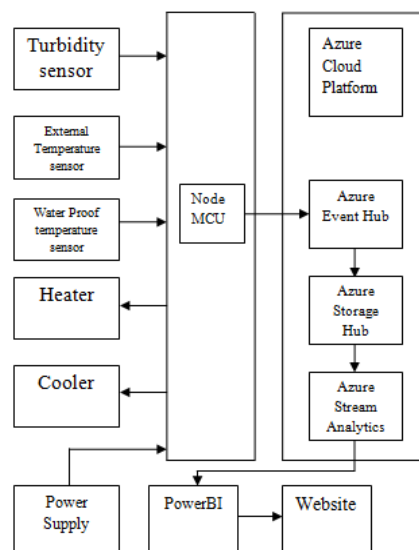 Turbidity
sensor
External
Temperature
sensor
Water Proof
temperature
sensor
Heater
Cooler
Power
Supply
Node
MCU
Azure
Cloud
Platform
Azure
Event Hub
Azure
Storage
Hub
Azure
Stream
Analytics
PowerBI
Website